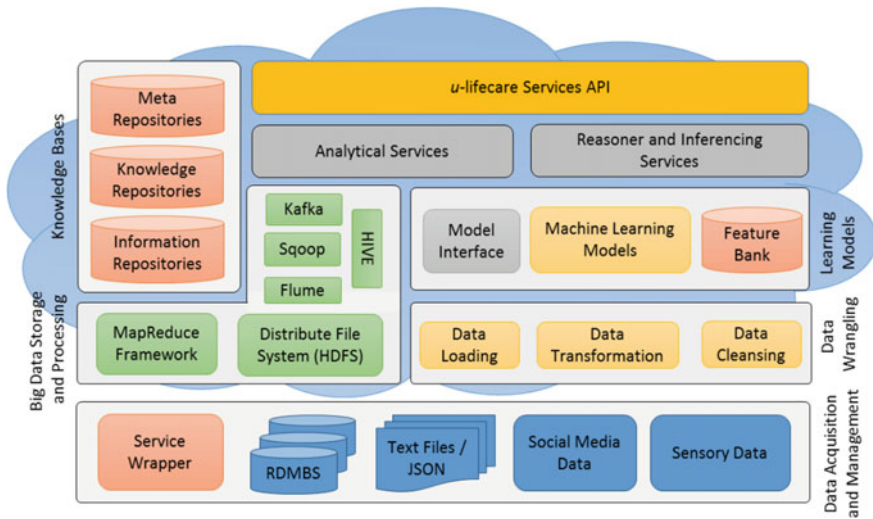 Knowledge Bases
Meta
Repositories
Knowledge
Repositories
Information
Repositories
u-lifecare Services API
Analytical Services
Reasoner and Inferencing
Services
Kafka
Sqoop
Flume
HIVE
Model
Interface
Machine Learning
Models
Feature
Bank
Learning
Models
Big Data Storage
and Processing
MapReduce
Framework
Distribute File
System (HDFS)
Data
Loading
Data
Transformation
Data
Cleansing
Data
Wrangling
Service
Wrapper
RDMBS
Text Files /
JSON
Social Media
Data
Sensory Data
Data Acquisition
and Management